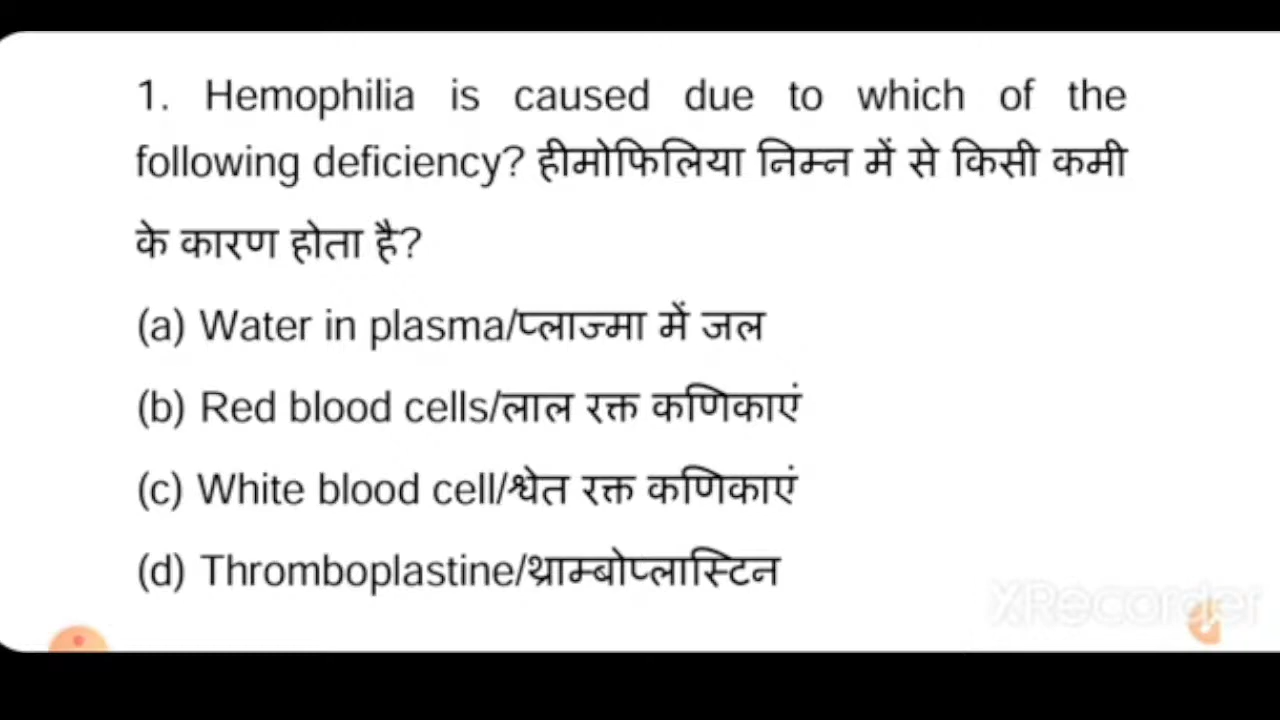 1. Hemophilia is caused due to which of the
following deficiency? हीमोफिलिया निम्न में से किसी कमी
के कारण होता है?
(a) Water in plasma/प्लाज्मा में जल
(b) Red blood cells/लाल रक्त कणिकाएं
(c) White blood cell/श्वेत रक्त कणिकाएं
(d) Thromboplastine/थ्राम्बोप्लास्टिन
XRecorder